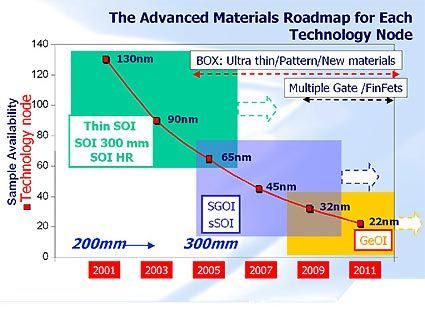 The Advanced Materials Roadmap for Each
Technology Node
140
120
100
80
60
40
20
0
Sample Availability
Technology node
BOX: Ultra thin/Pattern/New materials
Multiple Gate /FinFets
130nm
90nm
65nm
45nm
32nm
22nm
Thin SOI
SOI 300 mm
SOI HR
SGOI
sSOI
GeOI
200mm
300mm
2001
2003
2005
2007
2009
2011